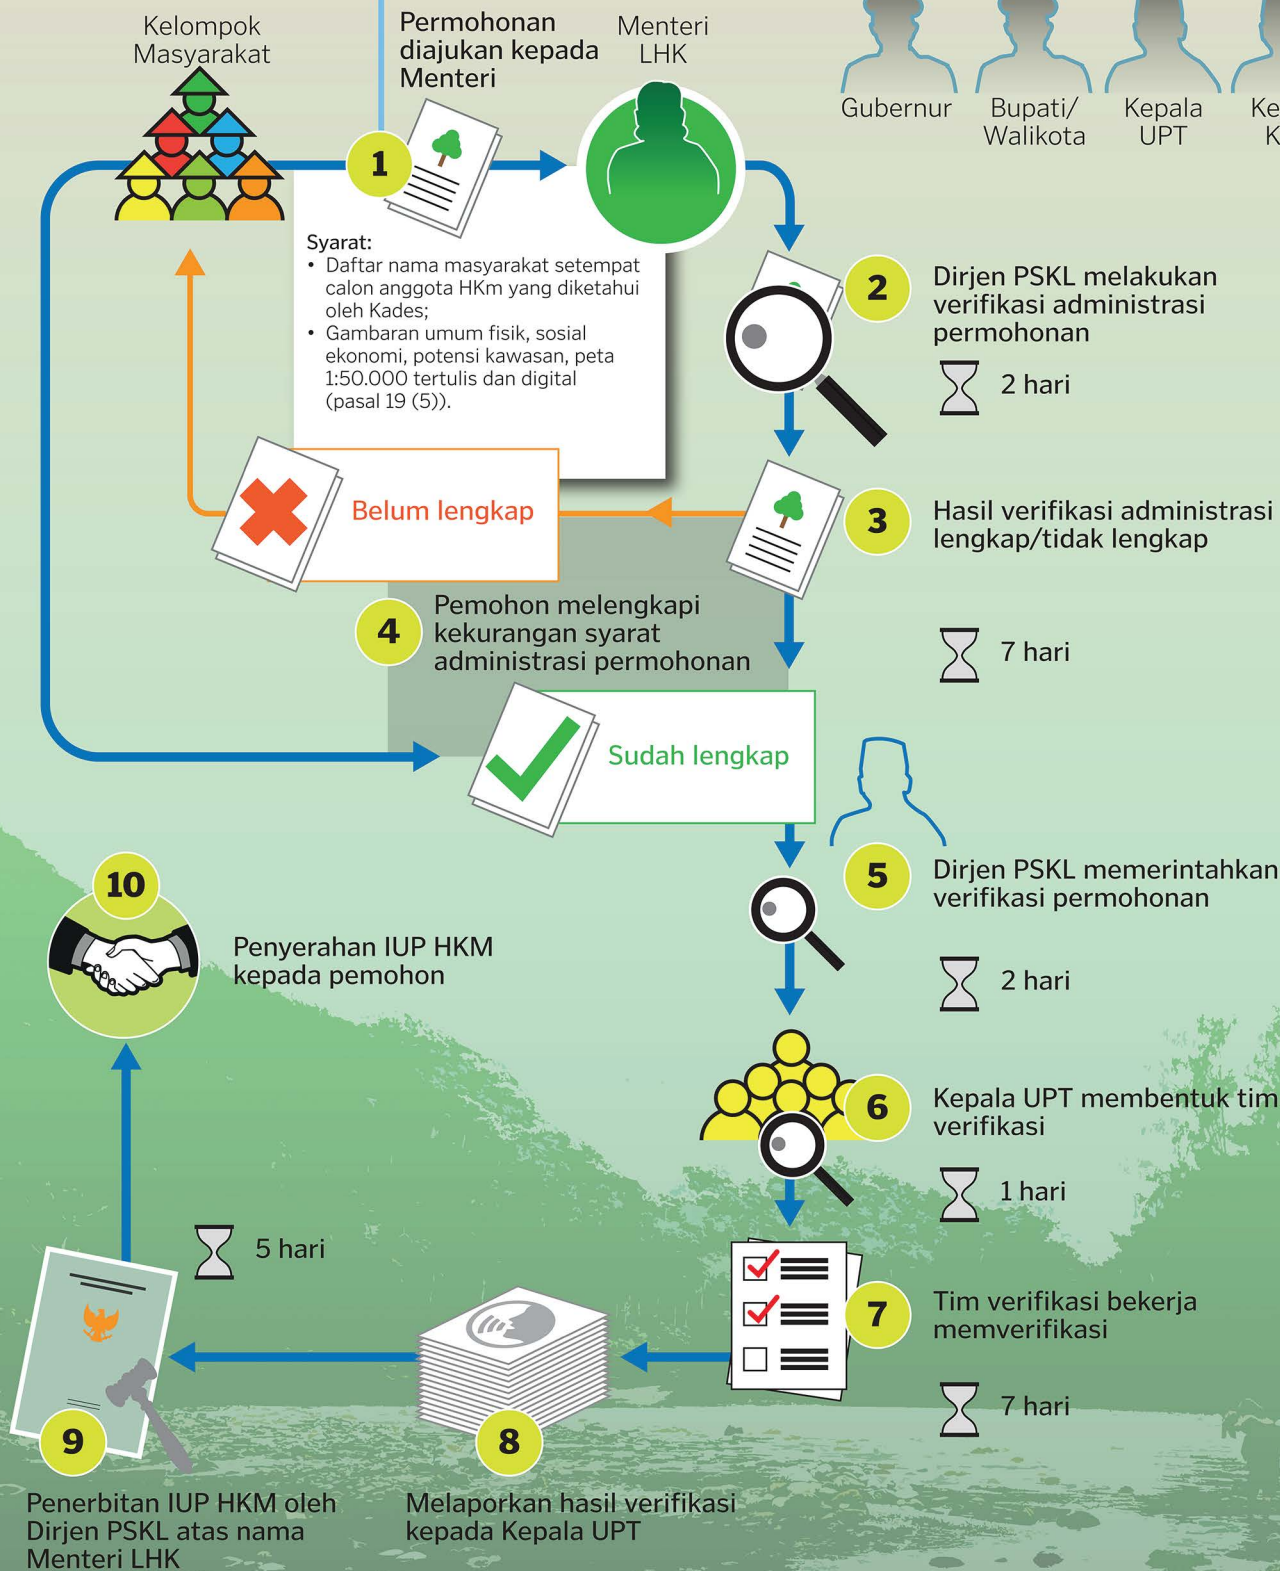 Kelompok
Masyarakat
Permohonan
diajukan kepada
Menteri
Menteri
LHK
Gubernur
Bupati/
Walikota
Kepala
UPT
1
Syarat:
• Daftar nama masyarakat setempat
calon anggota HKm yang diketahui
oleh Kades;
• Gambaran umum fisik, sosial
ekonomi, potensi kawasan, peta
1:50.000 tertulis dan digital
(pasal 19 (5)).
2
Dirjen PSKL melakukan
verifikasi administrasi
permohonan
2 hari
Belum lengkap
3
Hasil verifikasi administrasi
lengkap/tidak lengkap
7 hari
4
Pemohon melengkapi
kekurangan syarat
administrasi permohonan
Sudah lengkap
5
Dirjen PSKL memerintahkan
verifikasi permohonan
2 hari
6
Kepala UPT membentuk tim
verifikasi
1 hari
7
Tim verifikasi bekerja
memverifikasi
7 hari
8
Melaporkan hasil verifikasi
kepada Kepala UPT
9
Penerbitan IUP HKM oleh
Dirjen PSKL atas nama
Menteri LHK
5 hari
10
Penyerahan IUP HKM
kepada pemohon